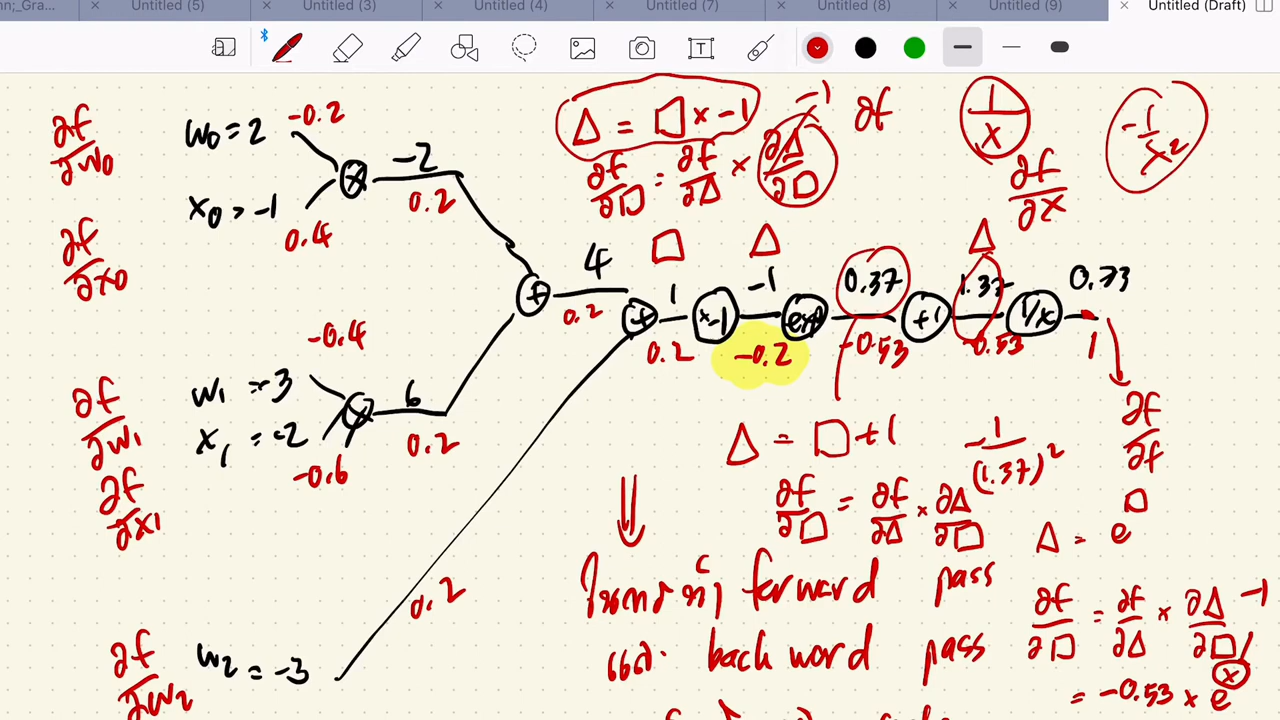 nn;_Gra...
Untitled (5)
Untitled (3)
Untitled (4)
Untitled (7)
Untitled (8)
Untitled (9)
Untitled (Draft)
∂f/∂w0
w0 = 2
-0.2
-2
0.2
x0 = -1
0.4
∂f/∂x0
Δ = □ x -1
∂f/∂□ = ∂f/∂Δ × ∂Δ/∂□
-1
∂f
1/x
-1/x²
∂f/∂x
□
Δ
Δ
4
0.2
1
0.2
x-1
-1
-0.2
exp
0.37
-0.53
+1
1.37
-0.53
1/x
0.73
1
-0.4
w1 = -3
6
0.2
x1 = -2
-0.6
∂f/∂w1
∂f/∂x1
∂f/∂f
Δ = □ + 1
-1/(1.37)²
∂f/∂□ = ∂f/∂Δ × ∂Δ/∂□
Δ = e^□
forward pass
backword pass
∂f/∂□ = ∂f/∂Δ × ∂Δ/∂□
-1
= -0.53 × e^x
0.2
w2 = -3
∂f/∂w2